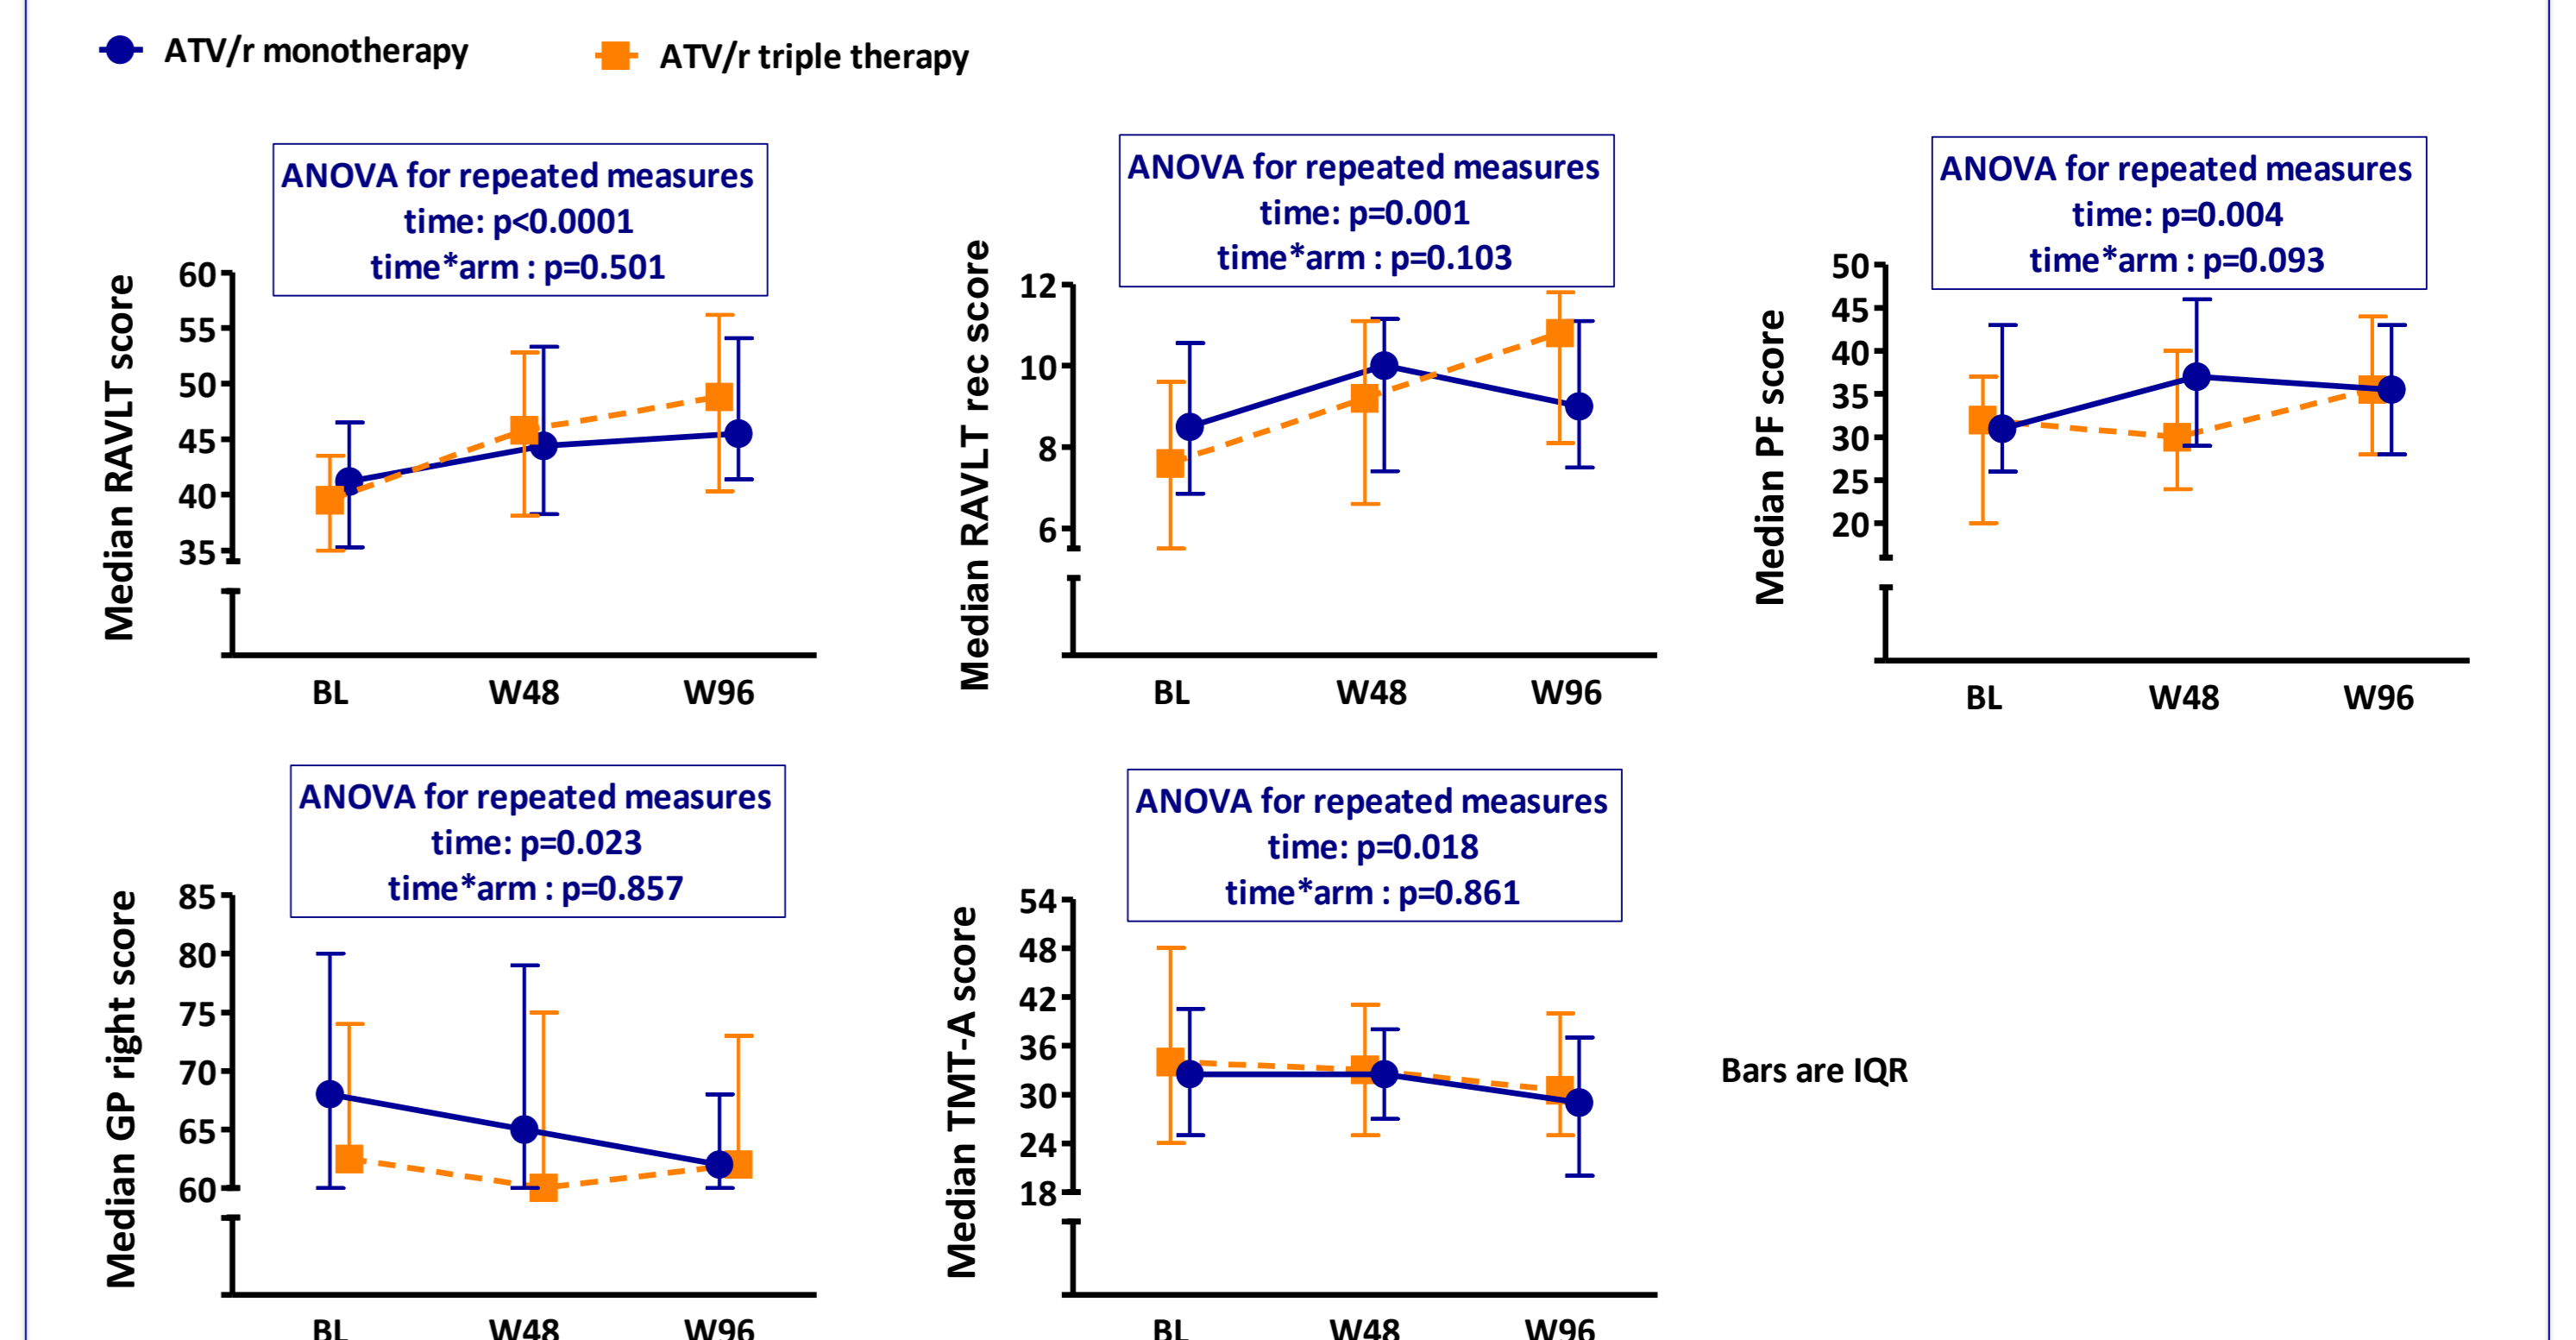 ATV/r monotherapy
ATV/r triple therapy
ANOVA for repeated measures
time: p<0.0001
time*arm : p=0.501
Median RAVLT score
60
55
50
45
40
35
BL W48 W96
ANOVA for repeated measures
time: p=0.001
time*arm : p=0.103
Median RAVLT rec score
12
10
8
6
BL W48 W96
ANOVA for repeated measures
time: p=0.004
time*arm : p=0.093
Median PF score
50
45
40
35
30
25
20
BL W48 W96
ANOVA for repeated measures
time: p=0.023
time*arm : p=0.857
Median GP right score
85
80
75
70
65
60
BL W48 W96
ANOVA for repeated measures
time: p=0.018
time*arm : p=0.861
Median TMT-A score
54
48
42
36
30
24
18
BL W48 W96
Bars are IQR